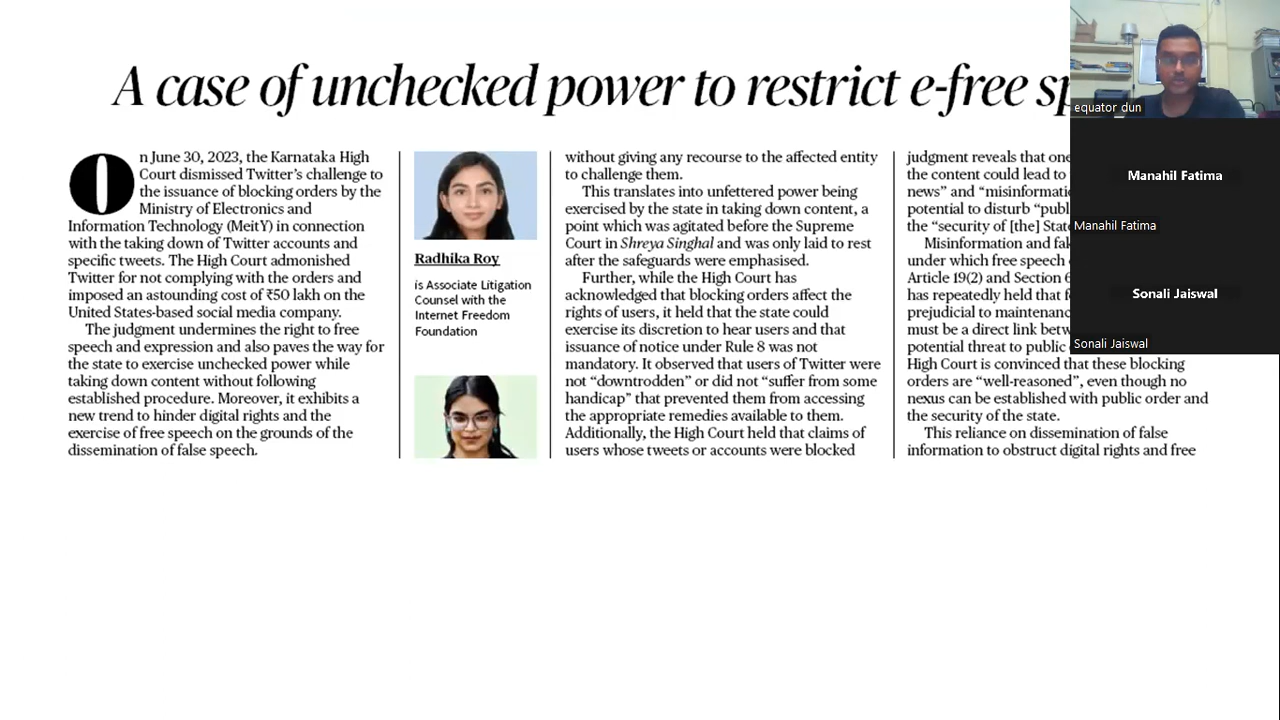 A case of unchecked power to restrict e-free
On June 30, 2023, the Karnataka High
Court dismissed Twitter's challenge to
the issuance of blocking orders by the
Ministry of Electronics and
Information Technology (MeitY) in connection
with the taking down of Twitter accounts and
specific tweets. The High Court admonished
Twitter for not complying with the orders and
imposed an astounding cost of ₹50 lakh on the
United States-based social media company.
The judgment undermines the right to free
speech and expression and also paves the way for
the state to exercise unchecked power while
taking down content without following
established procedure. Moreover, it exhibits a
new trend to hinder digital rights and the
exercise of free speech on the grounds of the
dissemination of false speech.
Radhika Roy
is Associate Litigation
Counsel with the
Internet Freedom
Foundation
without giving any recourse to the affected entity
to challenge them.
This translates into unfettered power being
exercised by the state in taking down content, a
point which was agitated before the Supreme
Court in Shreya Singhal and was only laid to rest
after the safeguards were emphasised.
Further, while the High Court has
acknowledged that blocking orders affect the
rights of users, it held that the state could
exercise its discretion to hear users and that
issuance of notice under Rule 8 was not
mandatory. It observed that users of Twitter were
not “downtrodden” or did not “suffer from some
handicap” that prevented them from accessing
the appropriate remedies available to them.
Additionally, the High Court held that claims of
users whose tweets or accounts were blocked
judgment reveals that one
the content could lead to
news” and
potential to disturb
the “security of [the]
Misinformation and
under which free speech
Article 19(2) and Section
has repeatedly held that
prejudicial to
must be a direct link
potential threat to public
High Court is convinced that these blocking
orders are “well-reasoned”, even though no
nexus can be established with public order and
the security of the state.
This reliance on dissemination of false
information to obstruct digital rights and free
equator dun
Manahil Fatima
Manahil Fatima
Sonali Jaiswal
Sonali Jaiswal